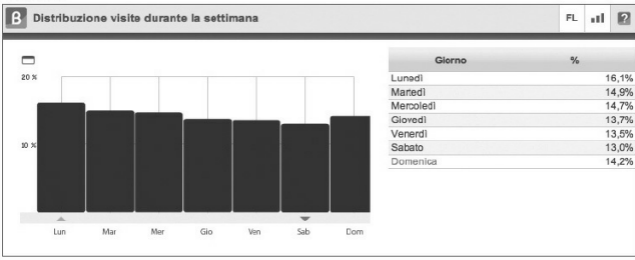 β Distribuzione visite durante la settimana FL ?
20 %
10 %
Lun Mar Mer Gio Ven Sab Dom
Giorno %
Lunedì 16,1%
Martedì 14,9%
Mercoledì 14,7%
Giovedì 13,7%
Venerdì 13,5%
Sabato 13,0%
Domenica 14,2%